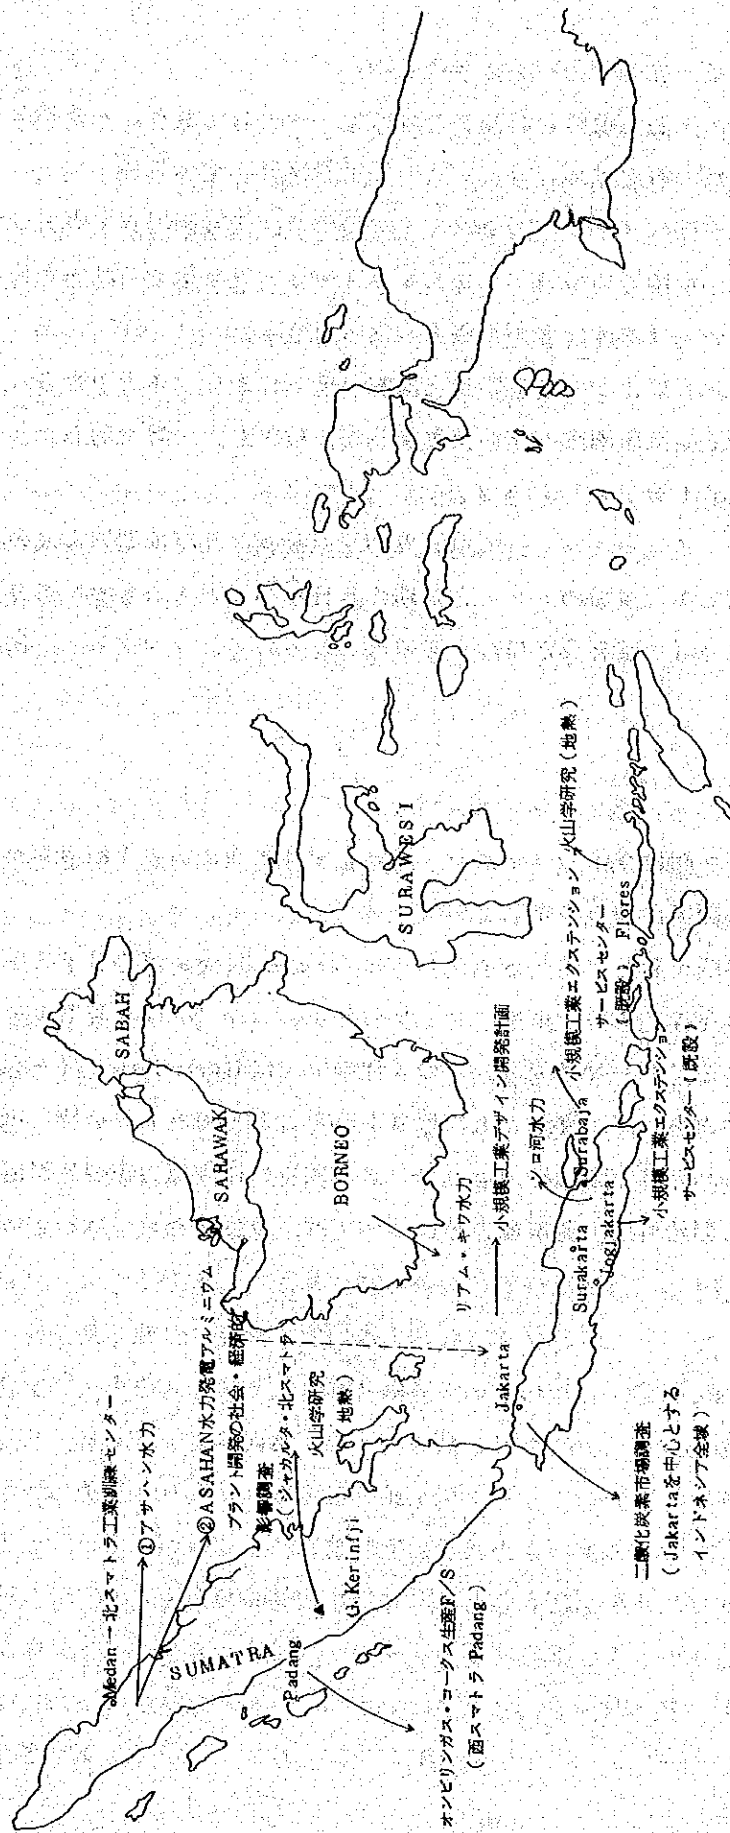 Medan ー北スマトラ工業訓練センター
①アサハン水力
②ASAHAN水力発電アルミニウム
プラント開発の社会・経済的
影響調査
(ジャカルタ・北スマトラ)
火山学研究
(地熱)
SUMATRA
Padang
(G.Kerinfji
オンビリンガス・コークス生産F/S
(西スマトラ Padang)
SABAH
SARAWAK
BORNEO
リアム・キワ水力
SURAWESI
Jakarta
小規模工業デザイン開発計画
ソロ河水力
Surakarta
Surabaja
Jogjakarta
小規模工業エクステンション
サービスセンター
(既設)
火山学研究(地熱)
Flores
小規模工業エクステンション
サービスセンター(既設)
二酸化炭素市場調査
(Jakartaを中心とする
インドネシア全域)